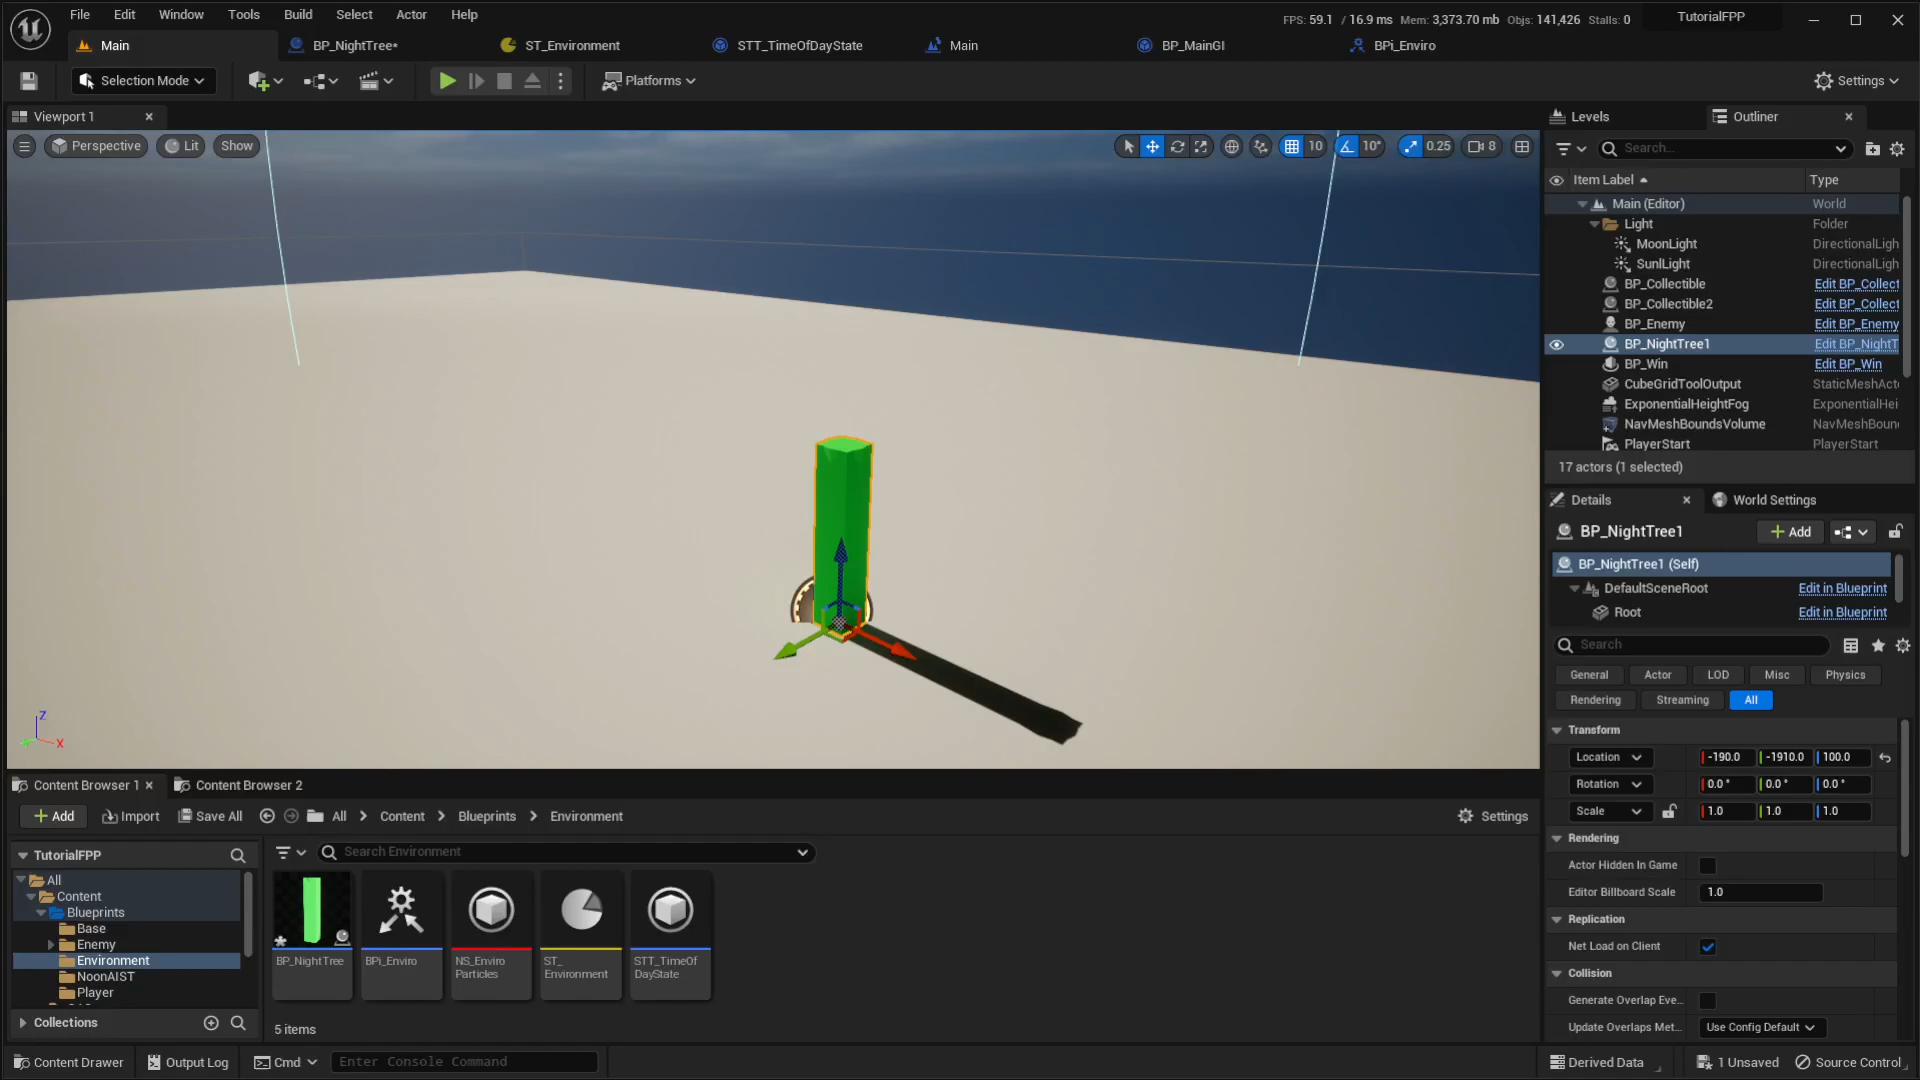 File Edit Window Tools Build Select Actor Help
FPS: 59.1 / 16.9 ms Mem: 3,373.70 mb Objs: 141,426 Stalls: 0 TutorialFPP
Main BP_NightTree* ST_Environment STT_TimeOfDayState Main BP_MainGI BPi_Enviro
Selection Mode Platforms Settings
Viewport 1 Levels Outliner
Perspective Lit Show 10 10° 0.25 8
Search...
Item Label Type
Main (Editor) World
Light Folder
MoonLight DirectionalLigh
SunlLight DirectionalLigh
BP_Collectible Edit BP_Collect
BP_Collectible2 Edit BP_Collect
BP_Enemy Edit BP_Enemy
BP_NightTree1 Edit BP_NightT
BP_Win Edit BP_Win
CubeGridToolOutput StaticMeshAct
ExponentialHeightFog ExponentialHei
NavMeshBoundsVolume NavMeshBoun
PlayerStart PlayerStart
17 actors (1 selected)
Details World Settings
BP_NightTree1 Add
BP_NightTree1 (Self)
DefaultSceneRoot Edit in Blueprint
Root Edit in Blueprint
Search
General Actor LOD Misc Physics
Rendering Streaming All
Transform
Location -190.0 -1910.0 100.0
Rotation 0.0 ° 0.0 ° 0.0 °
Scale 1.0 1.0 1.0
Rendering
Actor Hidden In Game
Editor Billboard Scale 1.0
Replication
Net Load on Client
Collision
Generate Overlap Eve...
Update Overlaps Met... Use Config Default
Z
X
Content Browser 1 Content Browser 2
Add Import Save All All Content Blueprints Environment Settings
TutorialFPP
Search Environment
All
Content
Blueprints
Base
Enemy
Environment
NoonAIST
Player
Collections
BP_NightTree
BPi_Enviro
NS_Enviro
Particles
ST_
Environment
STT_TimeOf
DayState
5 items
Content Drawer Output Log Cmd Enter Console Command Derived Data 1 Unsaved Source Control